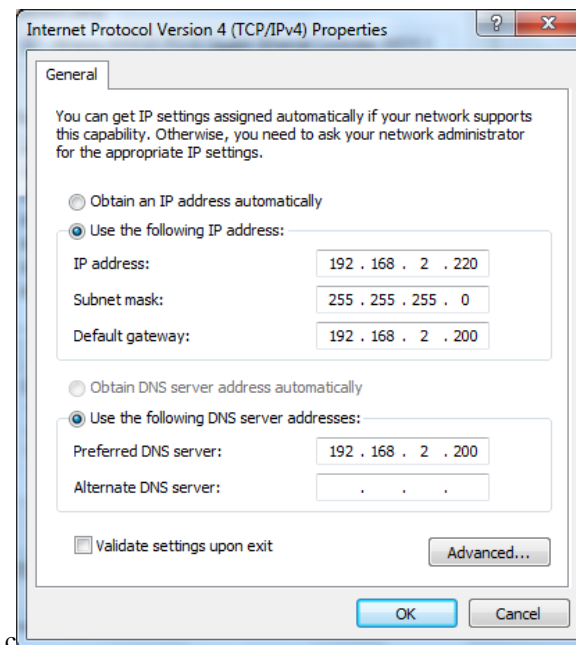 Internet Protocol Version 4 (TCP/IPv4) Properties
General
You can get IP settings assigned automatically if your network supports
this capability. Otherwise, you need to ask your network administrator
for the appropriate IP settings.
Obtain an IP address automatically
Use the following IP address:
IP address: 192 . 168 . 2 . 220
Subnet mask: 255 . 255 . 255 . 0
Default gateway: 192 . 168 . 2 . 200
Obtain DNS server address automatically
Use the following DNS server addresses:
Preferred DNS server: 192 . 168 . 2 . 200
Alternate DNS server: . . .
Validate settings upon exit
Advanced...
OK Cancel
c